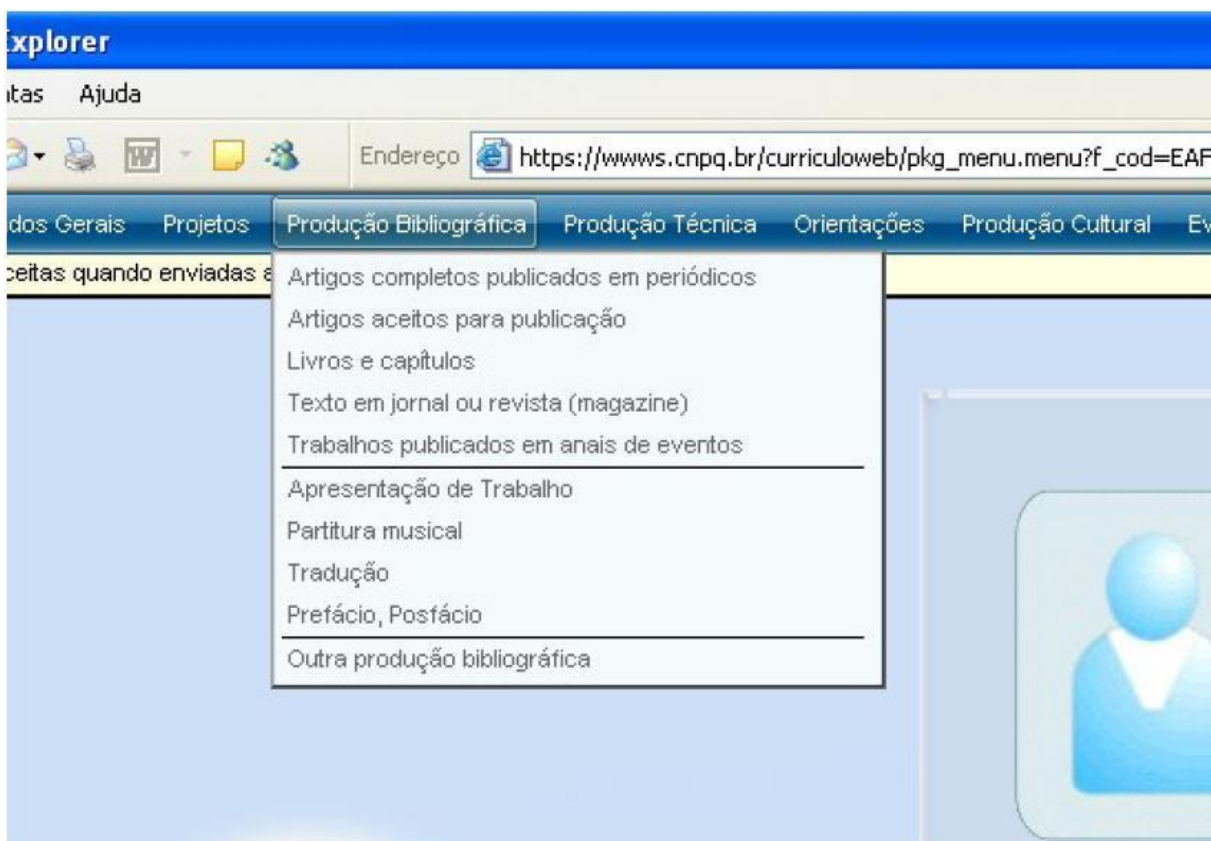 Explorer
ntas Ajuda
Endereço https://wwws.cnpq.br/curriculoweb/pkg_menu.menu?f_cod=EAF
dos Gerais Projetos Produção Bibliográfica Produção Técnica Orientações Produção Cultural Ev
ceitas quando enviadas a
Artigos completos publicados em periódicos
Artigos aceitos para publicação
Livros e capítulos
Texto em jornal ou revista (magazine)
Trabalhos publicados em anais de eventos
Apresentação de Trabalho
Partitura musical
Tradução
Prefácio, Posfácio
Outra produção bibliográfica